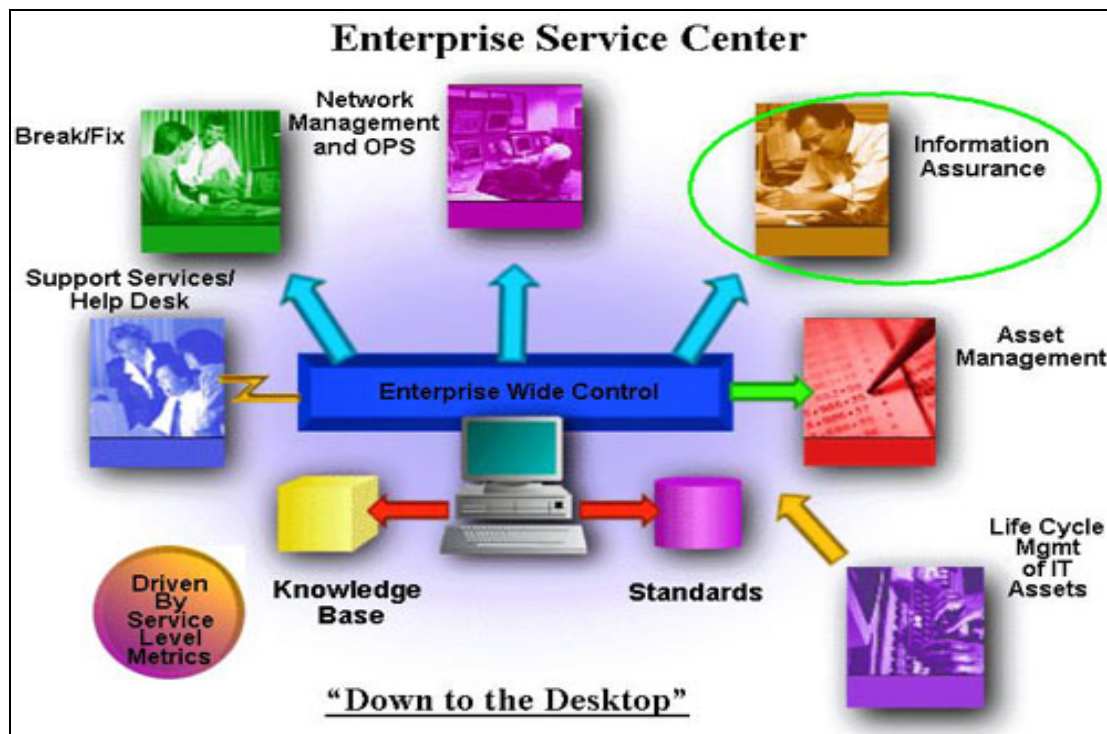 Enterprise Service Center
Break/Fix
Network
Management
and OPS
Information
Assurance
Support Services/
Help Desk
Asset
Management
Enterprise Wide Control
Knowledge
Base
Standards
Life Cycle
Mgmt
of IT
Assets
Driven
By
Service
Level
Metrics
“Down to the Desktop”